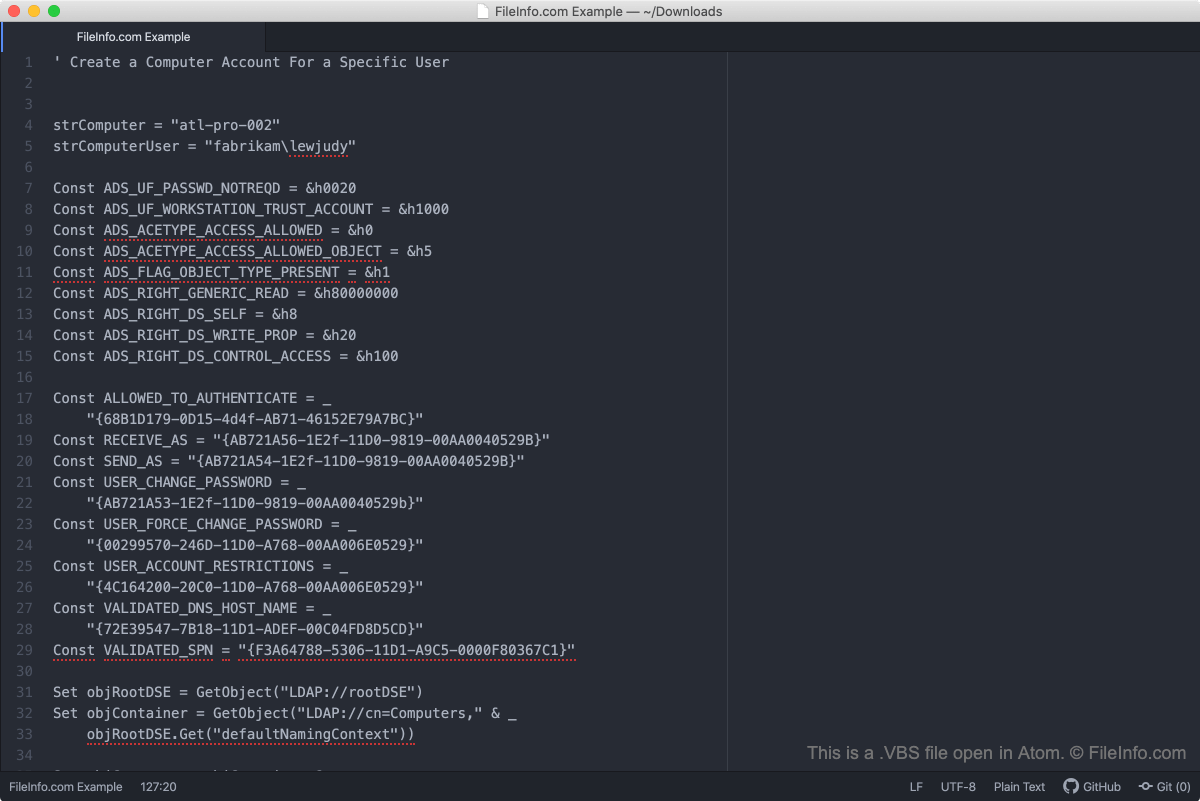 FileInfo.com Example — ~/Downloads
FileInfo.com Example
1 ' Create a Computer Account For a Specific User
2
3
4 strComputer = "atl-pro-002"
5 strComputerUser = "fabrikam\lewjudy"
6
7 Const ADS_UF_PASSWD_NOTREQD = &h0020
8 Const ADS_UF_WORKSTATION_TRUST_ACCOUNT = &h1000
9 Const ADS_ACETYPE_ACCESS_ALLOWED = &h0
10 Const ADS_ACETYPE_ACCESS_ALLOWED_OBJECT = &h5
11 Const ADS_FLAG_OBJECT_TYPE_PRESENT = &h1
12 Const ADS_RIGHT_GENERIC_READ = &h80000000
13 Const ADS_RIGHT_DS_SELF = &h8
14 Const ADS_RIGHT_DS_WRITE_PROP = &h20
15 Const ADS_RIGHT_DS_CONTROL_ACCESS = &h100
16
17 Const ALLOWED_TO_AUTHENTICATE = _
18 "{68B1D179-0D15-4d4f-AB71-46152E79A7BC}"
19 Const RECEIVE_AS = "{AB721A56-1E2f-11D0-9819-00AA0040529B}"
20 Const SEND_AS = "{AB721A54-1E2f-11D0-9819-00AA0040529B}"
21 Const USER_CHANGE_PASSWORD = _
22 "{AB721A53-1E2f-11D0-9819-00AA0040529b}"
23 Const USER_FORCE_CHANGE_PASSWORD = _
24 "{00299570-246D-11D0-A768-00AA006E0529}"
25 Const USER_ACCOUNT_RESTRICTIONS = _
26 "{4C164200-20C0-11D0-A768-00AA006E0529}"
27 Const VALIDATED_DNS_HOST_NAME = _
28 "{72E39547-7B18-11D1-ADEF-00C04FD8D5CD}"
29 Const VALIDATED_SPN = "{F3A64788-5306-11D1-A9C5-0000F80367C1}"
30
31 Set objRootDSE = GetObject("LDAP://rootDSE")
32 Set objContainer = GetObject("LDAP://cn=Computers," & _
33 objRootDSE.Get("defaultNamingContext"))
34
This is a .VBS file open in Atom. © FileInfo.com
FileInfo.com Example 127:20 LF UTF-8 Plain Text GitHub Git (0)